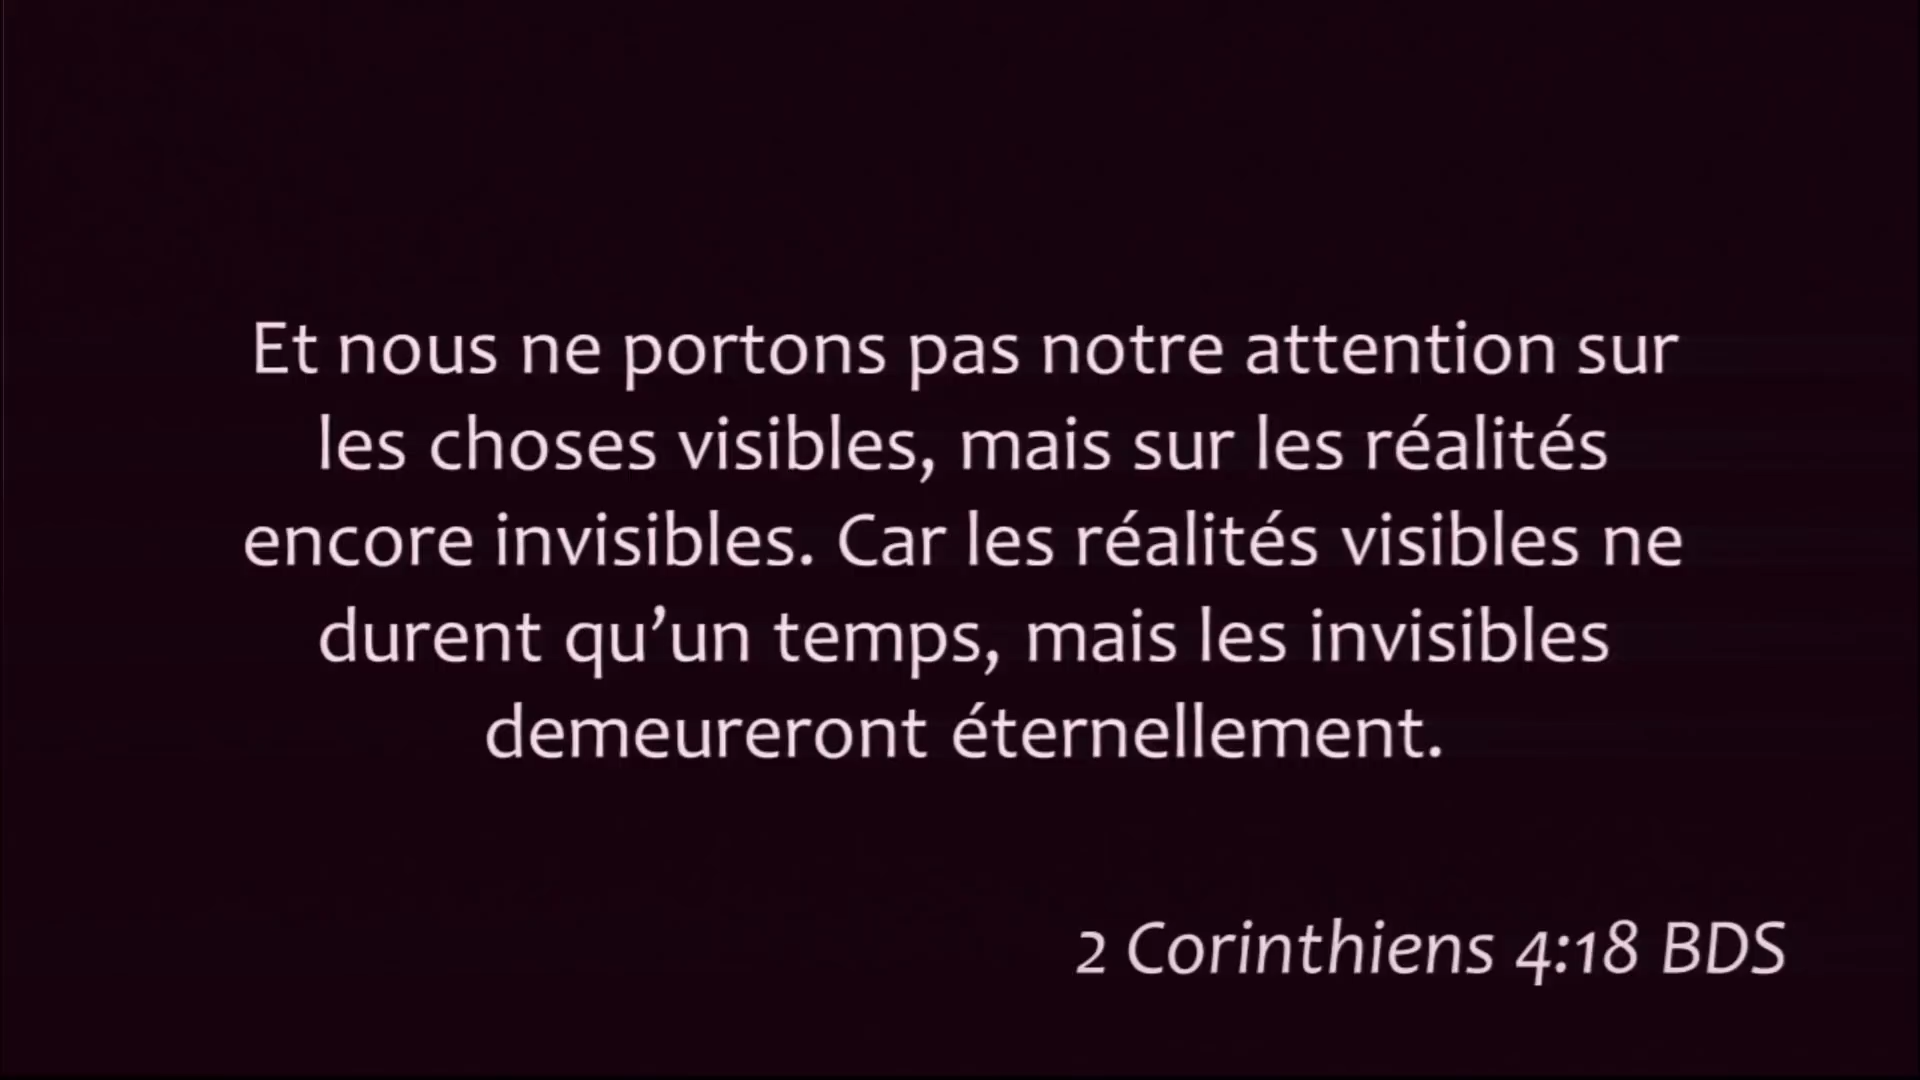 Et nous ne portons pas notre attention sur
les choses visibles, mais sur les réalités
encore invisibles. Car les réalités visibles ne
durent qu’un temps, mais les invisibles
demeureront éternellement.
2 Corinthiens 4:18 BDS